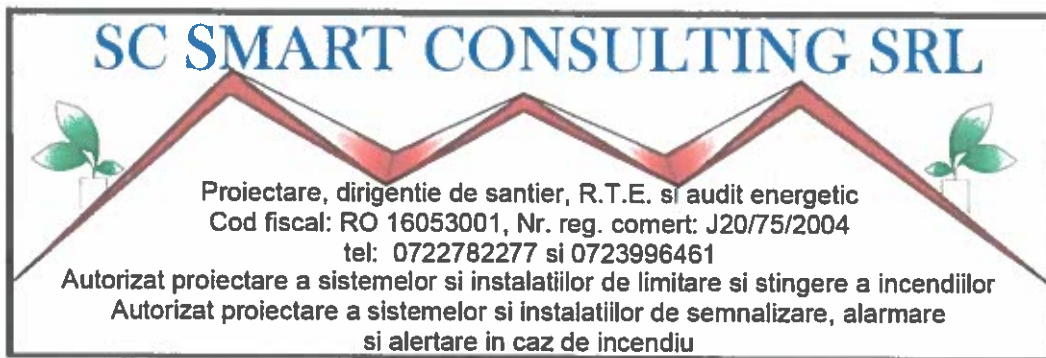 SC SMART CONSULTING SRL
Proiectare, dirigentie de santier, R.T.E. si audit energetic
Cod fiscal: RO 16053001, Nr. reg. comert: J20/75/2004
tel: 0722782277 si 0723996461
Autorizat proiectare a sistemelor si instalatiilor de limitare si stingere a incendiilor
Autorizat proiectare a sistemelor si instalatiilor de semnalizare, alarmare
si alertare in caz de incendiu